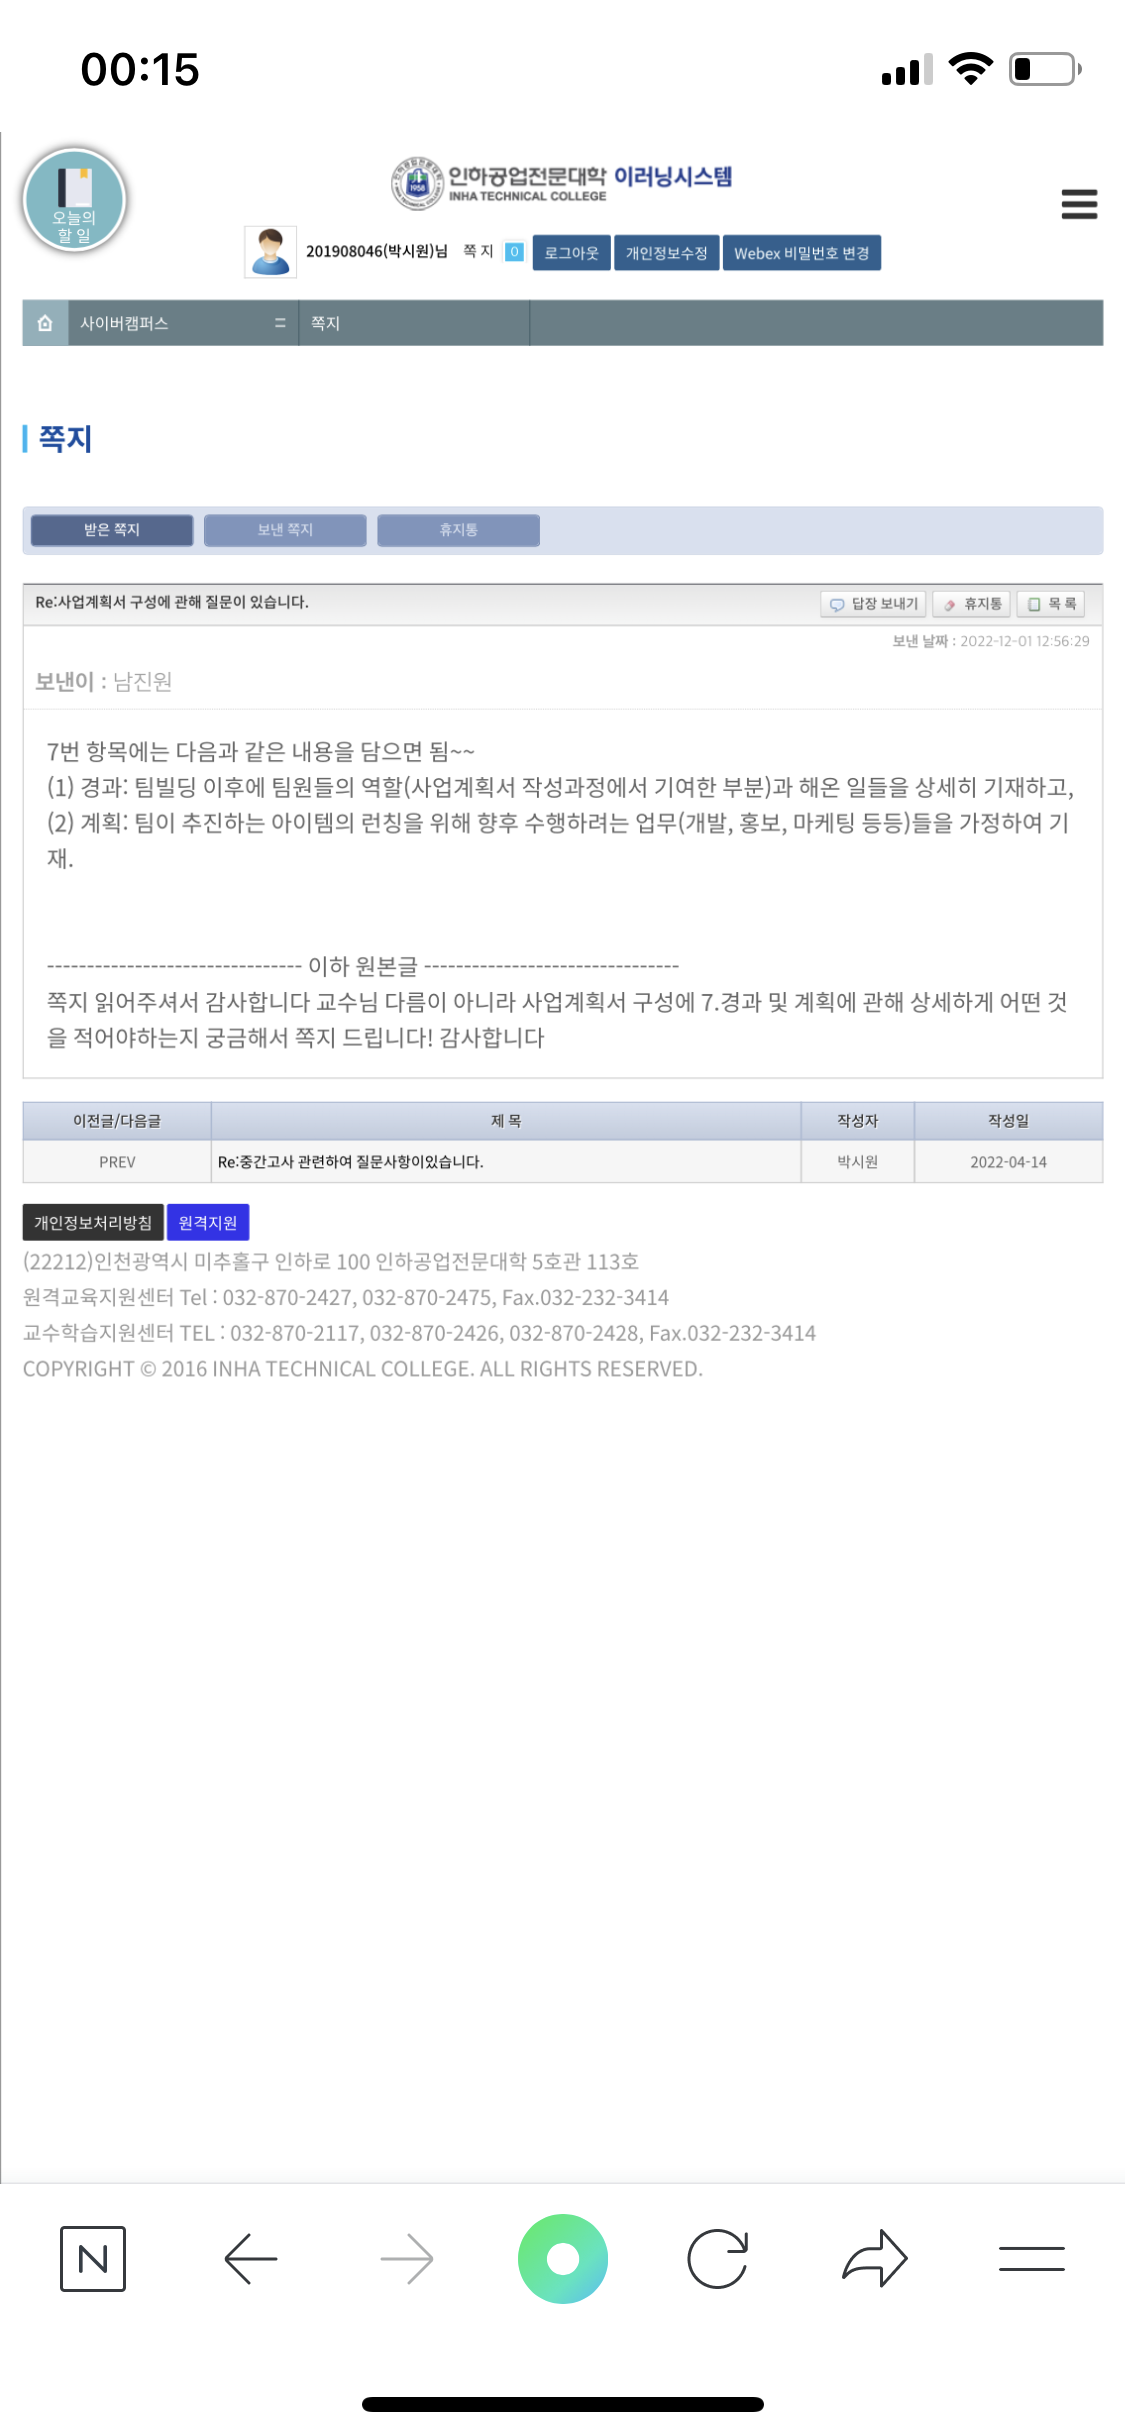 00:15
오늘의
할 일
인하공업전문대학 이러닝시스템
INHA TECHNICAL COLLEGE
1958
201908046(박시원)님 쪽 지 0 로그아웃 개인정보수정 Webex 비밀번호 변경
사이버캠퍼스 쪽지
쪽지
받은 쪽지 보낸 쪽지 휴지통
Re:사업계획서 구성에 관해 질문이 있습니다. 답장 보내기 휴지통 목 록
보낸 날짜 : 2022-12-01 12:56:29
보낸이 : 남진원
7번 항목에는 다음과 같은 내용을 담으면 됨~~
(1) 경과: 팀빌딩 이후에 팀원들의 역할(사업계획서 작성과정에서 기여한 부분)과 해온 일들을 상세히 기재하고,
(2) 계획: 팀이 추진하는 아이템의 런칭을 위해 향후 수행하려는 업무(개발, 홍보, 마케팅 등등)들을 가정하여 기
재.
-------------------------------- 이하 원본글 --------------------------------
쪽지 읽어주셔서 감사합니다 교수님 다름이 아니라 사업계획서 구성에 7.경과 및 계획에 관해 상세하게 어떤 것
을 적어야하는지 궁금해서 쪽지 드립니다! 감사합니다
이전글/다음글 제 목 작성자 작성일
PREV Re:중간고사 관련하여 질문사항이있습니다. 박시원 2022-04-14
개인정보처리방침 원격지원
(22212)인천광역시 미추홀구 인하로 100 인하공업전문대학 5호관 113호
원격교육지원센터 Tel : 032-870-2427, 032-870-2475, Fax.032-232-3414
교수학습지원센터 TEL : 032-870-2117, 032-870-2426, 032-870-2428, Fax.032-232-3414
COPYRIGHT © 2016 INHA TECHNICAL COLLEGE. ALL RIGHTS RESERVED.
N